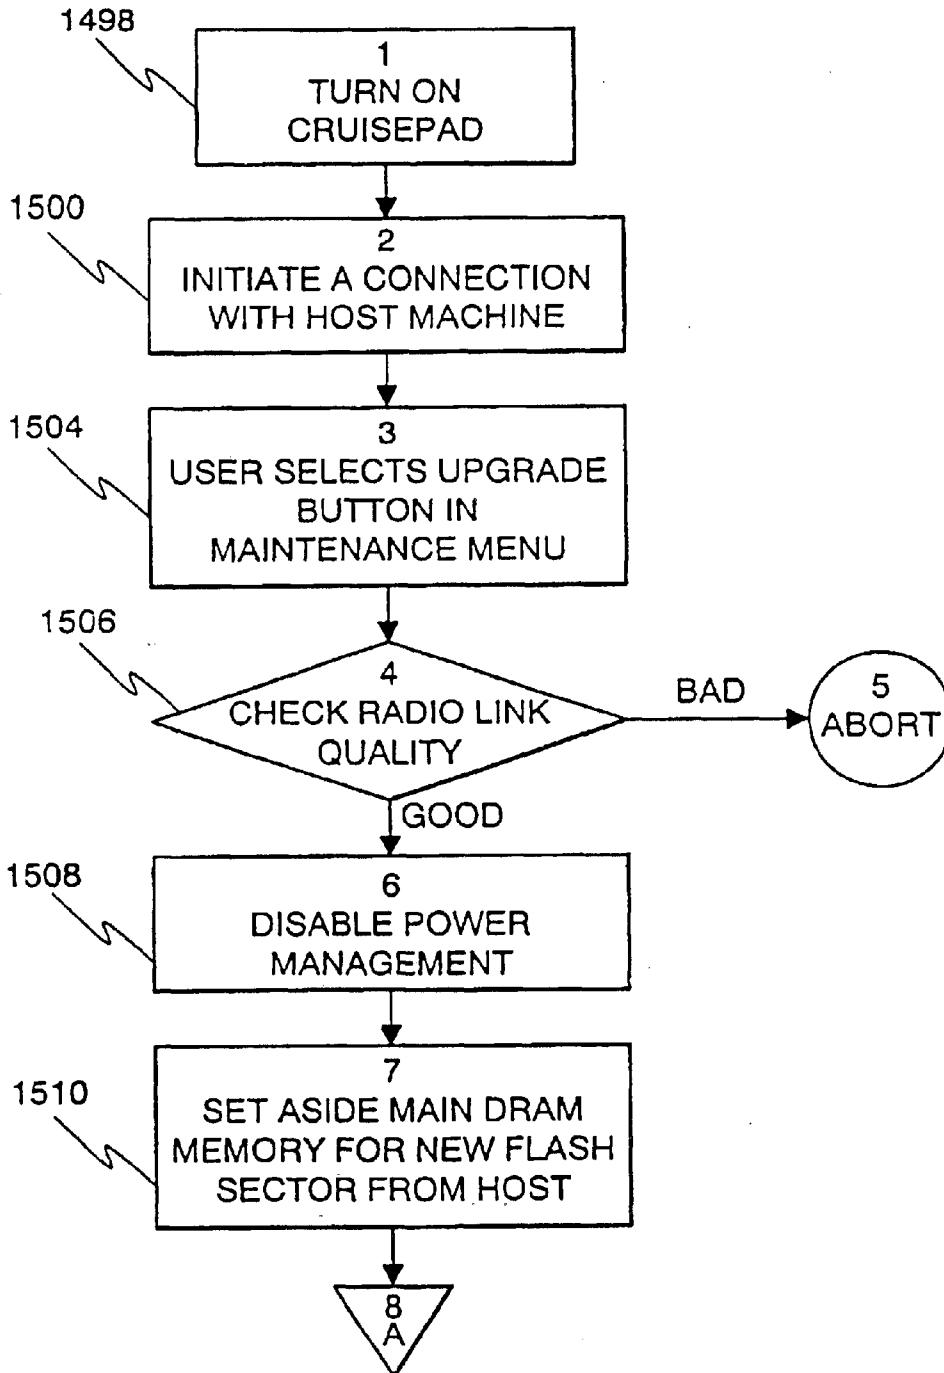 1498
1
TURN ON
CRUISEPAD
1500
2
INITIATE A CONNECTION
WITH HOST MACHINE
1504
3
USER SELECTS UPGRADE
BUTTON IN
MAINTENANCE MENU
1506
4
CHECK RADIO LINK
QUALITY
BAD
5
ABORT
GOOD
1508
6
DISABLE POWER
MANAGEMENT
1510
7
SET ASIDE MAIN DRAM
MEMORY FOR NEW FLASH
SECTOR FROM HOST
8
A